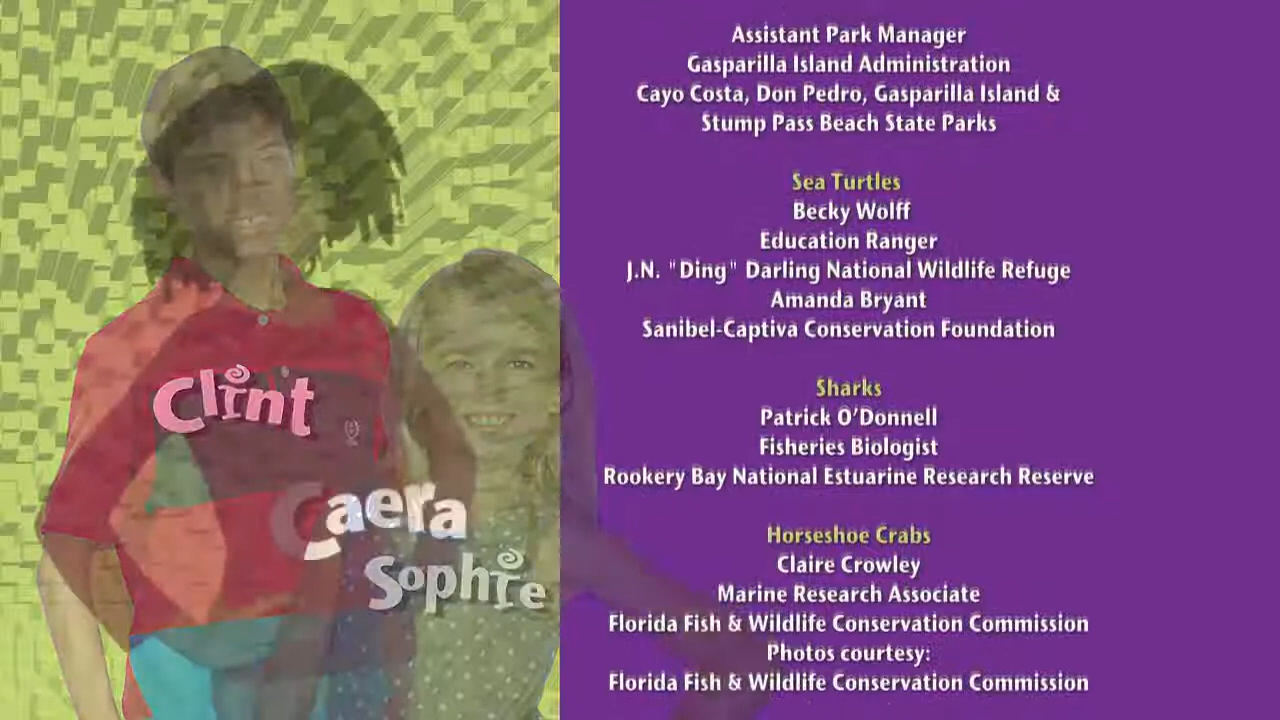 Assistant Park Manager
Gasparilla Island Administration
Cayo Costa, Don Pedro, Gasparilla Island &
Stump Pass Beach State Parks
Sea Turtles
Becky Wolff
Education Ranger
J.N. "Ding" Darling National Wildlife Refuge
Amanda Bryant
Sanibel-Captiva Conservation Foundation
Sharks
Patrick O'Donnell
Fisheries Biologist
Rookery Bay National Estuarine Research Reserve
Horseshoe Crabs
Claire Crowley
Marine Research Associate
Florida Fish & Wildlife Conservation Commission
Photos courtesy:
Florida Fish & Wildlife Conservation Commission
Clint
Caera
Sophie